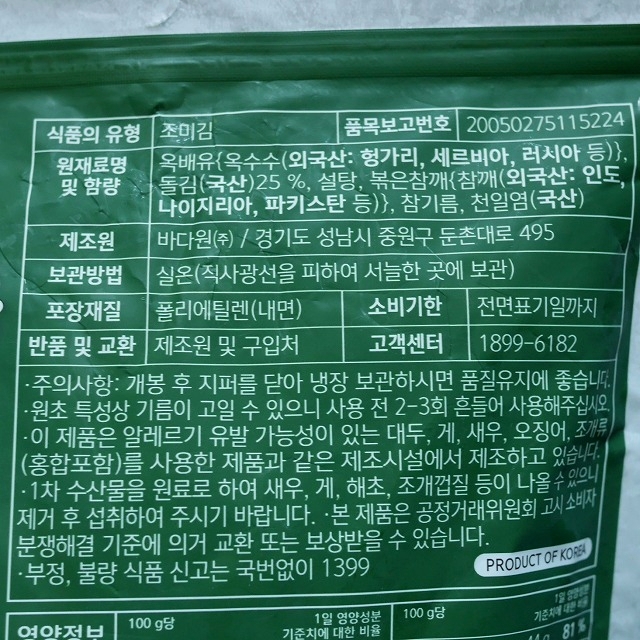 식품의 유형 조미김 품목보고번호 20050275115224
원재료명 및 함량 옥배유{옥수수(외국산: 헝가리, 세르비아, 러시아 등)},
돌김(국산)25 %, 설탕, 볶은참깨{참깨(외국산: 인도,
나이지리아, 파키스탄 등)}, 참기름, 천일염(국산)
제조원 바다원㈜ / 경기도 성남시 중원구 둔촌대로 495
보관방법 실온(직사광선을 피하여 서늘한 곳에 보관)
포장재질 폴리에틸렌(내면) 소비기한 전면표기일까지
반품 및 교환 제조원 및 구입처 고객센터 1899-6182
·주의사항: 개봉 후 지퍼를 닫아 냉장 보관하시면 품질유지에 좋습니다.
·원초 특성상 기름이 고일 수 있으니 사용 전 2-3회 흔들어 사용해주십시오.
·이 제품은 알레르기 유발 가능성이 있는 대두, 게, 새우, 오징어, 조개류
(홍합포함)를 사용한 제품과 같은 제조시설에서 제조하고 있습니다.
·1차 수산물을 원료로 하여 새우, 게, 해초, 조개껍질 등이 나올 수 있으니
제거 후 섭취하여 주시기 바랍니다. ·본 제품은 공정거래위원회 고시 소비자
분쟁해결 기준에 의거 교환 또는 보상받을 수 있습니다.
·부정, 불량 식품 신고는 국번없이 1399
PRODUCT OF KOREA
영양정보 100 g당 1일 영양성분 기준치에 대한 비율 100 g당 1일 영양성분 기준치에 대한 비율
81 %